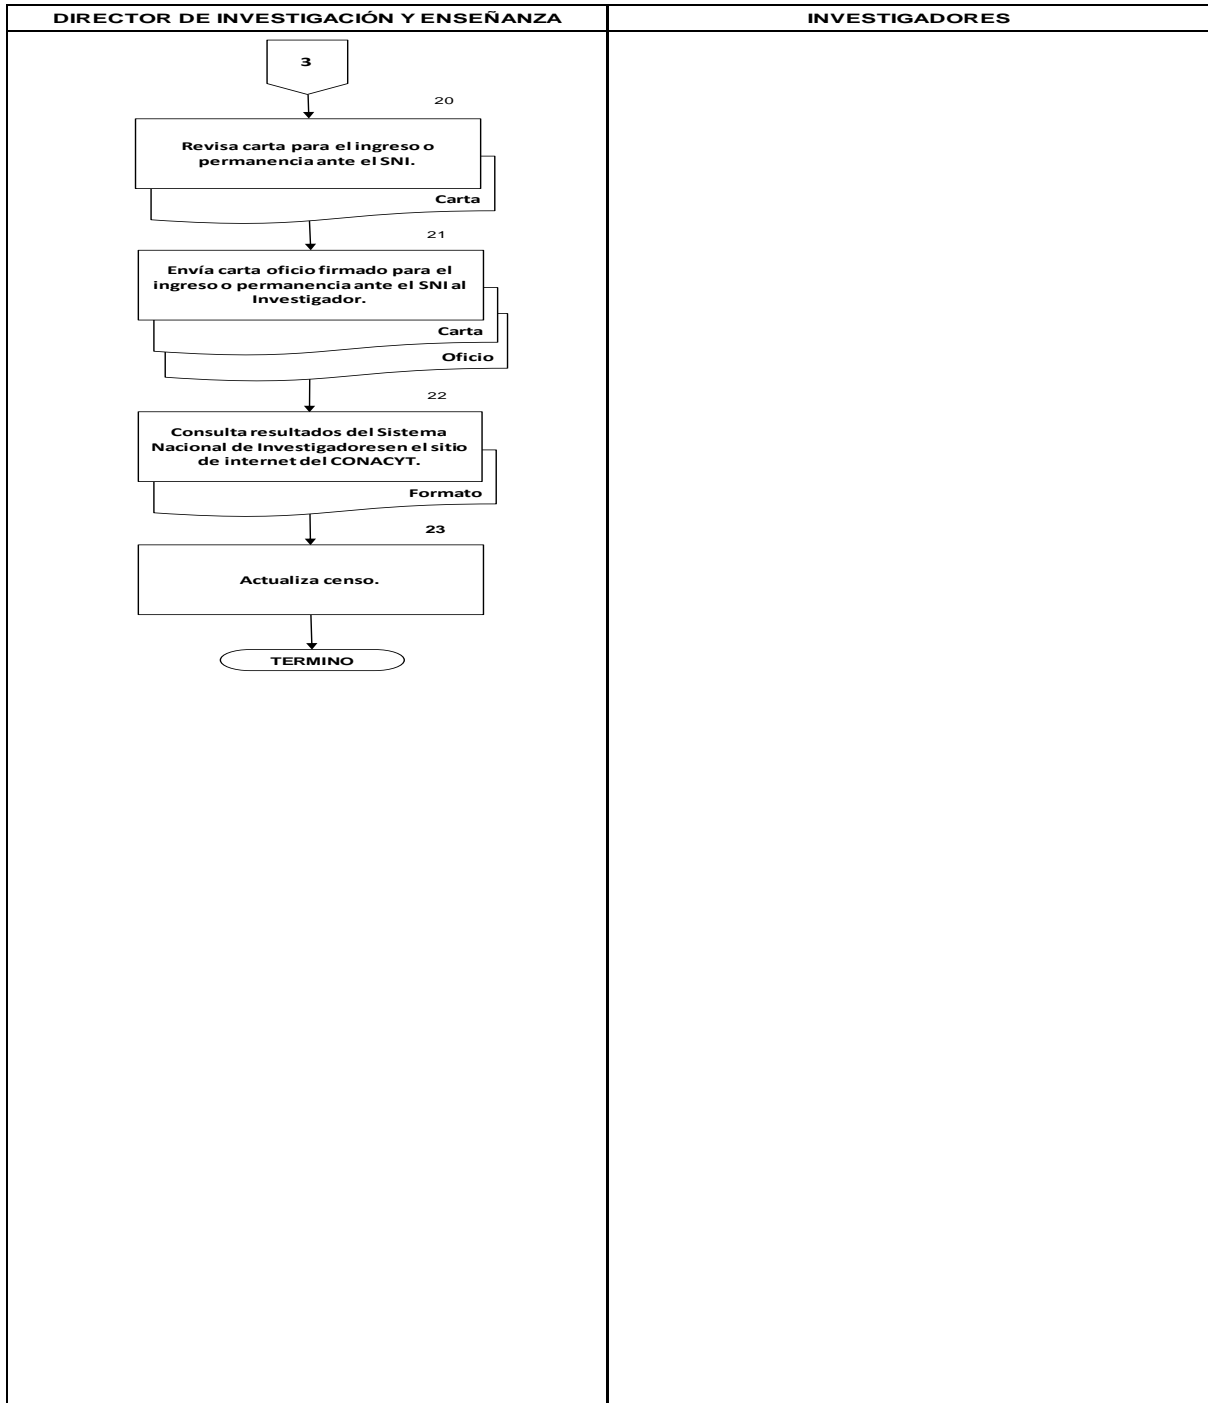 DIRECTOR DE INVESTIGACIÓN Y ENSEÑANZA
INVESTIGADORES
3
20
Revisa carta para el ingreso o
permanencia ante el SNI.
Carta
21
Envía carta oficio firmado para el
ingreso o permanencia ante el SNI al
Investigador.
Carta
Oficio
22
Consulta resultados del Sistema
Nacional de Investigadoresen el sitio
de internet del CONACYT.
Formato
23
Actualiza censo.
TERMINO